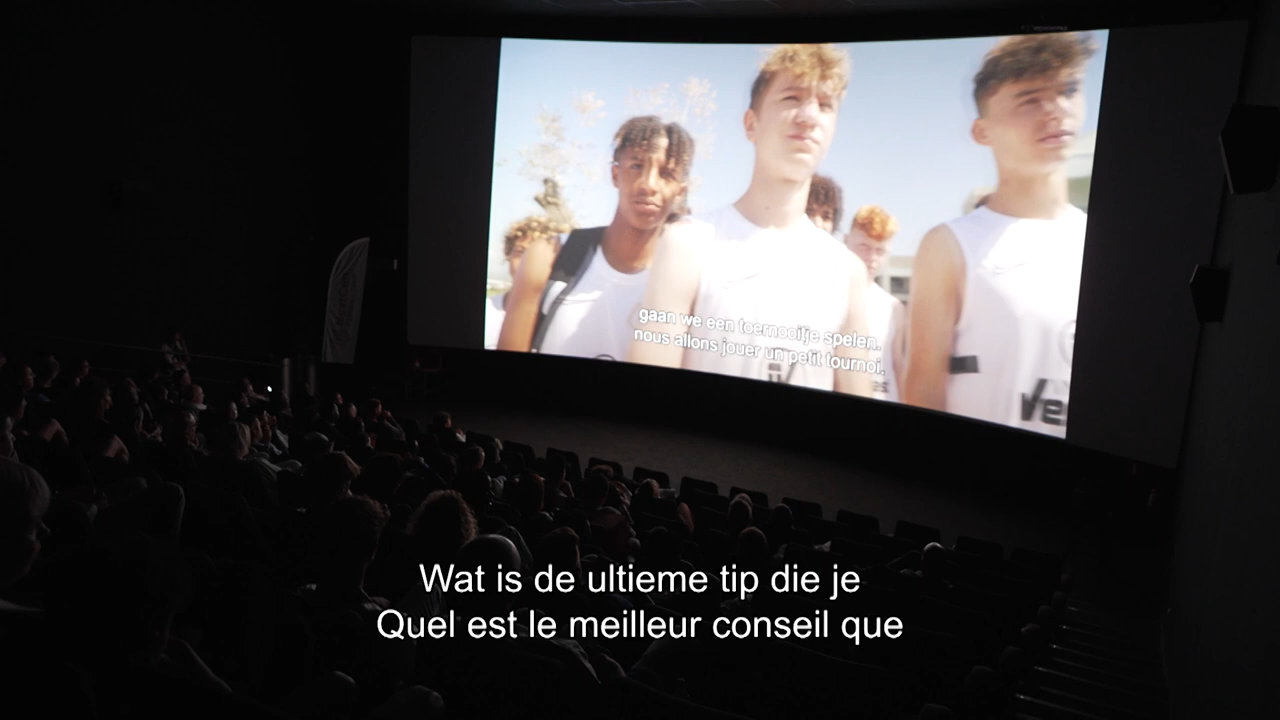 gaan we een toernooitje spelen.
nous allons jouer un petit tournoi.
Wat is de ultieme tip die je
Quel est le meilleur conseil que